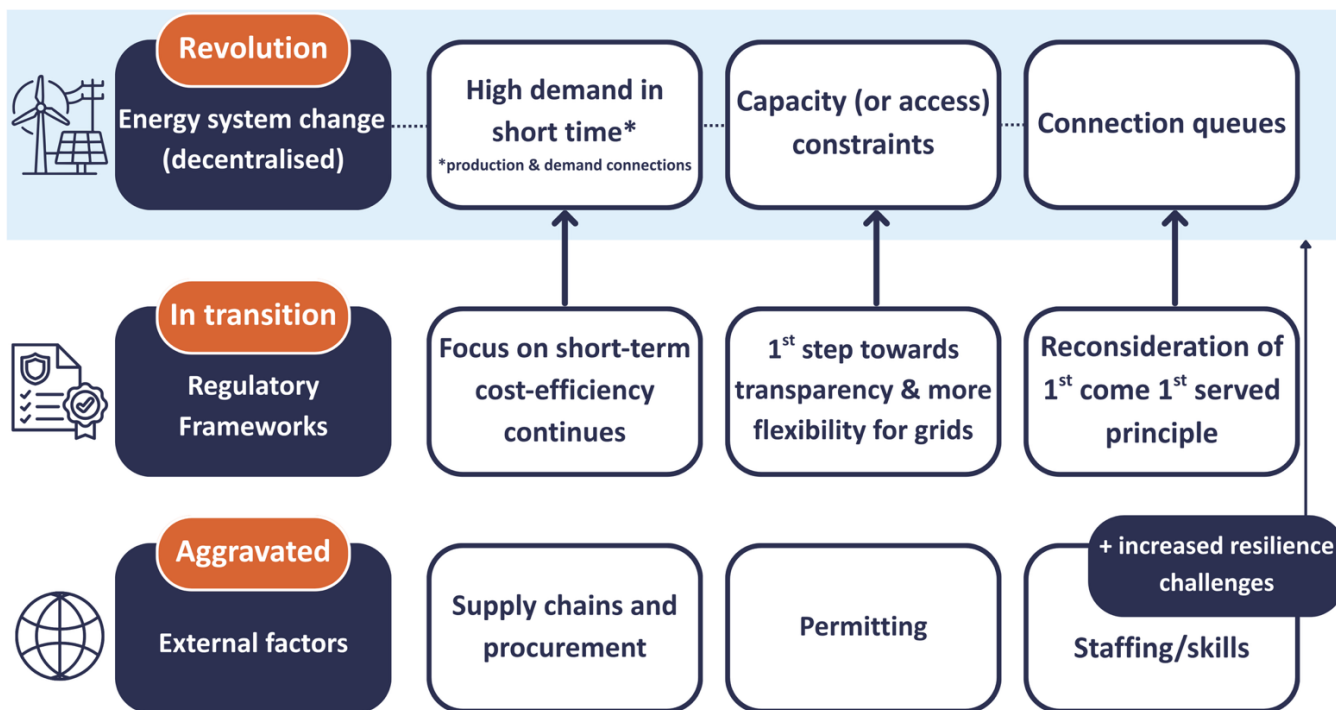 Revolution
Energy system change
(decentralised)
High demand in
short time*
*production & demand connections
Capacity (or access)
constraints
Connection queues
In transition
Regulatory
Frameworks
Focus on short-term
cost-efficiency
continues
1st step towards
transparency & more
flexibility for grids
Reconsideration of
1st come 1st served
principle
Aggravated
External factors
Supply chains and
procurement
Permitting
+ increased resilience
challenges
Staffing/skills